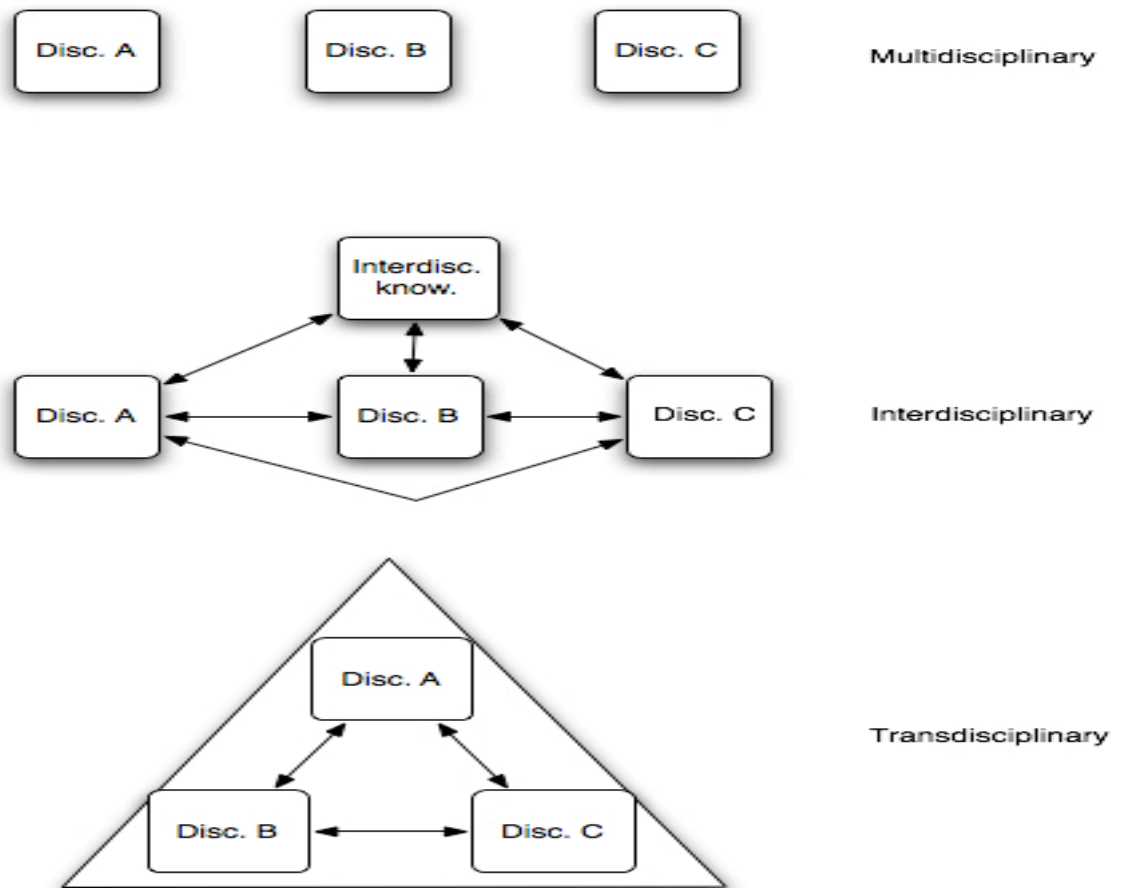 Disc. A
Disc. B
Disc. C
Multidisciplinary
Interdisc.
know.
Disc. A
Disc. B
Disc. C
Interdisciplinary
Disc. A
Transdisciplinary
Disc. B
Disc. C